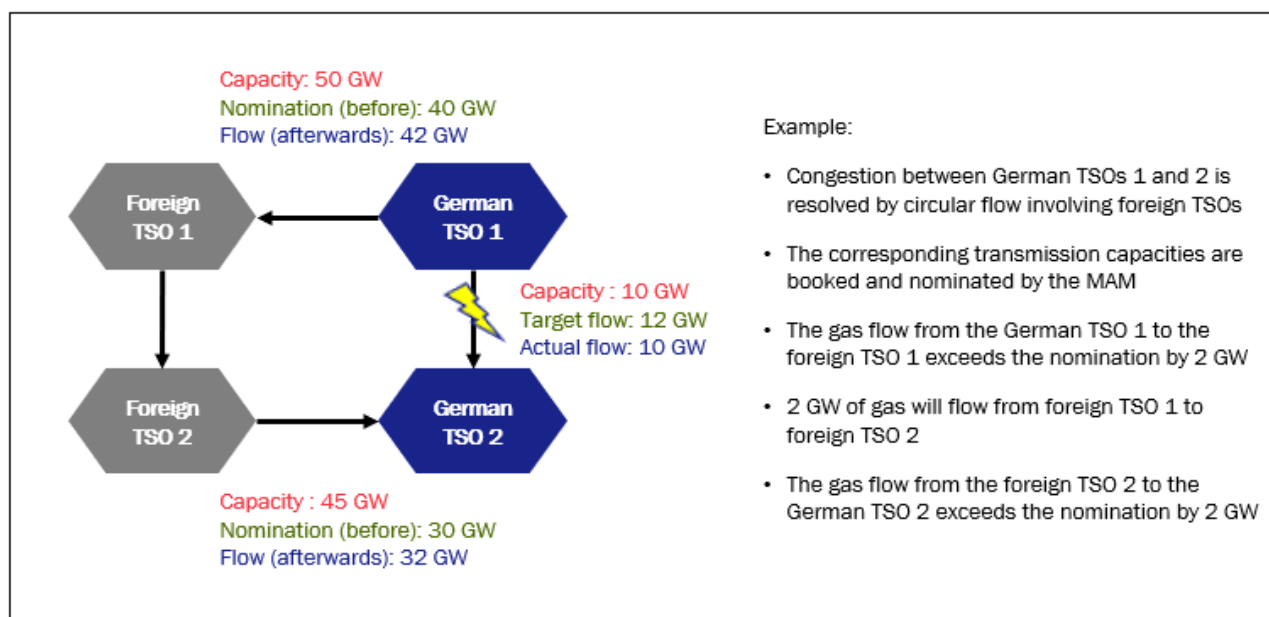 Capacity: 50 GW
Nomination (before): 40 GW
Flow (afterwards): 42 GW
Foreign
TSO 1
German
TSO 1
Capacity : 10 GW
Target flow: 12 GW
Actual flow: 10 GW
Foreign
TSO 2
German
TSO 2
Capacity : 45 GW
Nomination (before): 30 GW
Flow (afterwards): 32 GW
Example:
• Congestion between German TSOs 1 and 2 is
resolved by circular flow involving foreign TSOs
• The corresponding transmission capacities are
booked and nominated by the MAM
• The gas flow from the German TSO 1 to the
foreign TSO 1 exceeds the nomination by 2 GW
• 2 GW of gas will flow from foreign TSO 1 to
foreign TSO 2
• The gas flow from the foreign TSO 2 to the
German TSO 2 exceeds the nomination by 2 GW